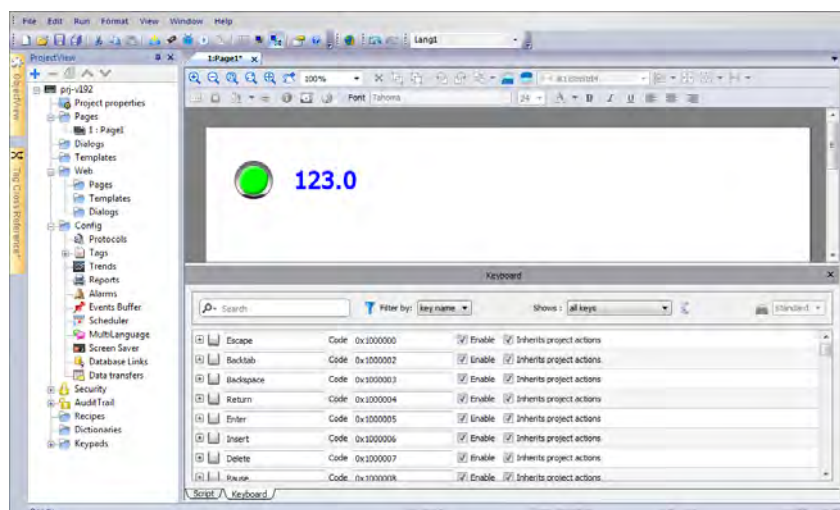 File Edit Run Format View Window Help
Lang1
ProjectView
1:Page1* x
ObjectView
Tag Cross Reference*
prj-v192
Project properties
Pages
1 : Page1
Dialogs
Templates
Web
Pages
Templates
Dialogs
Config
Protocols
Tags
Trends
Reports
Alarms
Events Buffer
Scheduler
MultiLanguage
Screen Saver
Database Links
Data transfers
Security
AuditTrail
Recipes
Dictionaries
Keypads
100%
Font Tahoma 24 A B I U
123.0
Keyboard
Search Filter by: key name Shows : all keys standard
Escape Code 0x1000000 Enable Inherits project actions
Backtab Code 0x1000002 Enable Inherits project actions
Backspace Code 0x1000003 Enable Inherits project actions
Return Code 0x1000004 Enable Inherits project actions
Enter Code 0x1000005 Enable Inherits project actions
Insert Code 0x1000006 Enable Inherits project actions
Delete Code 0x1000007 Enable Inherits project actions
Pause Code 0x1000008 Enable Inherits project actions
Script Keyboard